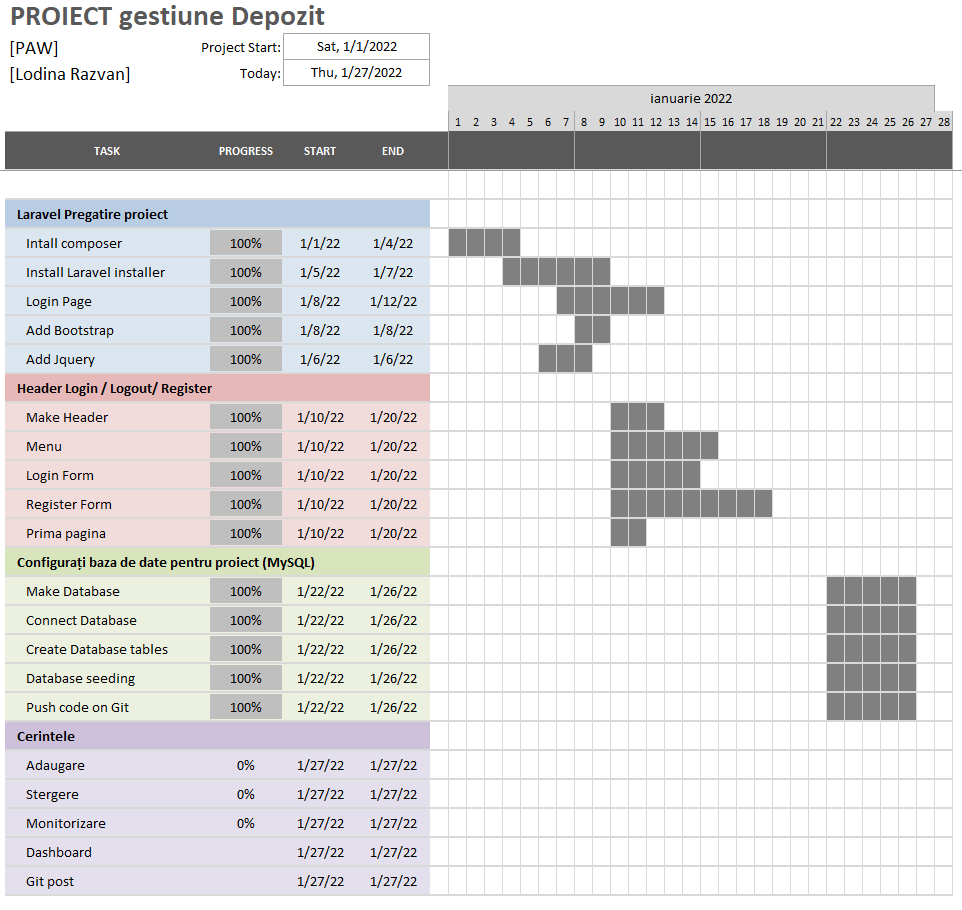 PROIECT gestiune Depozit
[PAW] Project Start: Sat, 1/1/2022
[Lodina Razvan] Today: Thu, 1/27/2022
ianuarie 2022
1 2 3 4 5 6 7 8 9 10 11 12 13 14 15 16 17 18 19 20 21 22 23 24 25 26 27 28
TASK PROGRESS START END
Laravel Pregatire proiect
Intall composer 100% 1/1/22 1/4/22
Install Laravel installer 100% 1/5/22 1/7/22
Login Page 100% 1/8/22 1/12/22
Add Bootstrap 100% 1/8/22 1/8/22
Add Jquery 100% 1/6/22 1/6/22
Header Login / Logout/ Register
Make Header 100% 1/10/22 1/20/22
Menu 100% 1/10/22 1/20/22
Login Form 100% 1/10/22 1/20/22
Register Form 100% 1/10/22 1/20/22
Prima pagina 100% 1/10/22 1/20/22
Configurați baza de date pentru proiect (MySQL)
Make Database 100% 1/22/22 1/26/22
Connect Database 100% 1/22/22 1/26/22
Create Database tables 100% 1/22/22 1/26/22
Database seeding 100% 1/22/22 1/26/22
Push code on Git 100% 1/22/22 1/26/22
Cerintele
Adaugare 0% 1/27/22 1/27/22
Stergere 0% 1/27/22 1/27/22
Monitorizare 0% 1/27/22 1/27/22
Dashboard 1/27/22 1/27/22
Git post 1/27/22 1/27/22